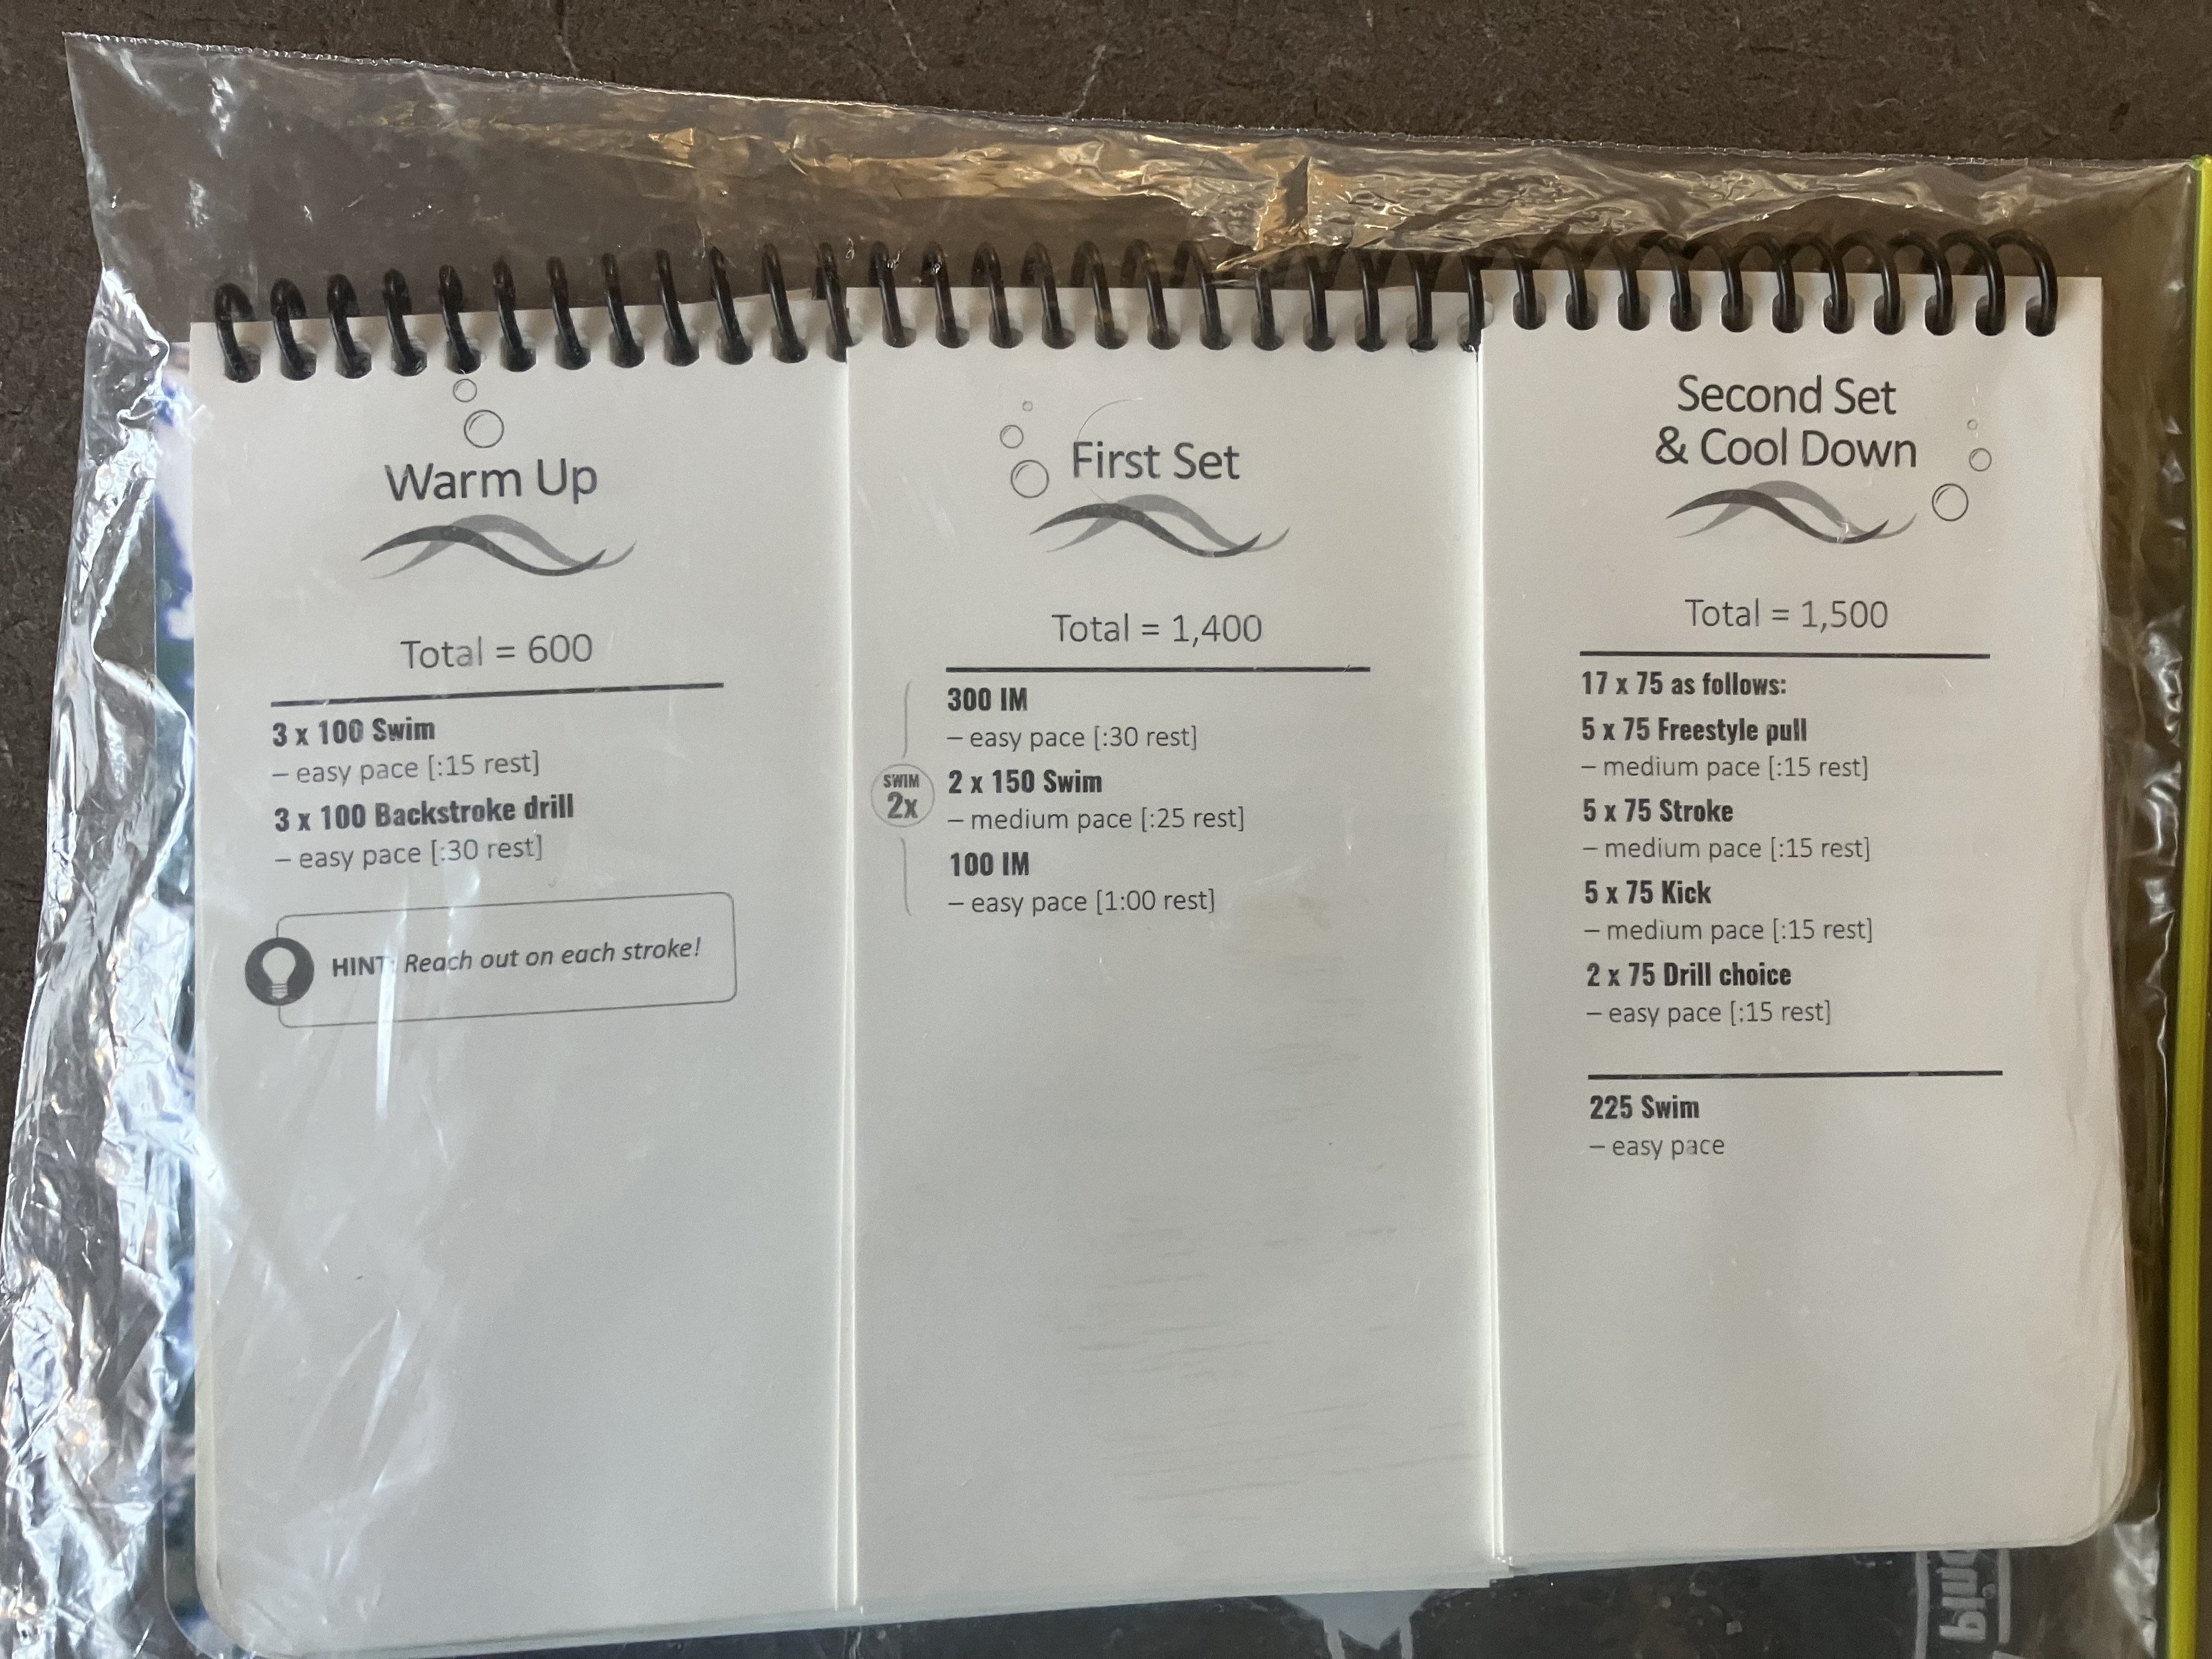 Warm Up
Total = 600
3 x 100 Swim
– easy pace [:15 rest]
3 x 100 Backstroke drill
– easy pace [:30 rest]
HINT: Reach out on each stroke!
First Set
Total = 1,400
300 IM
– easy pace [:30 rest]
SWIM
2x
2 x 150 Swim
– medium pace [:25 rest]
100 IM
– easy pace [1:00 rest]
Second Set
& Cool Down
Total = 1,500
17 x 75 as follows:
5 x 75 Freestyle pull
– medium pace [:15 rest]
5 x 75 Stroke
– medium pace [:15 rest]
5 x 75 Kick
– medium pace [:15 rest]
2 x 75 Drill choice
– easy pace [:15 rest]
225 Swim
– easy pace